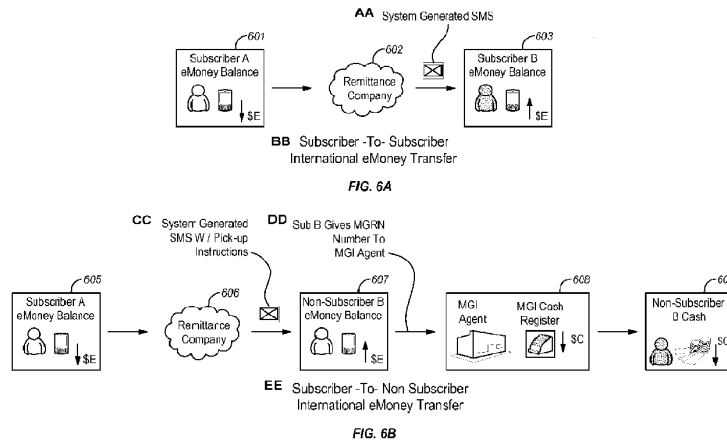 AA System Generated SMS
601
602
603
Subscriber A
eMoney Balance
$E
Remittance
Company
Subscriber B
eMoney Balance
$E
BB Subscriber -To- Subscriber
International eMoney Transfer
FIG. 6A
CC System Generated
SMS W / Pick-up
Instructions
DD Sub B Gives MGRN
Number To
MGI Agent
605
606
607
608
Subscriber A
eMoney Balance
$E
Remittance
Company
Non-Subscriber B
eMoney Balance
$E
MGI
Agent
MGI Cash
Register
$C
Non-Subscriber
B Cash
EE Subscriber -To- Non Subscriber
International eMoney Transfer
FIG. 6B